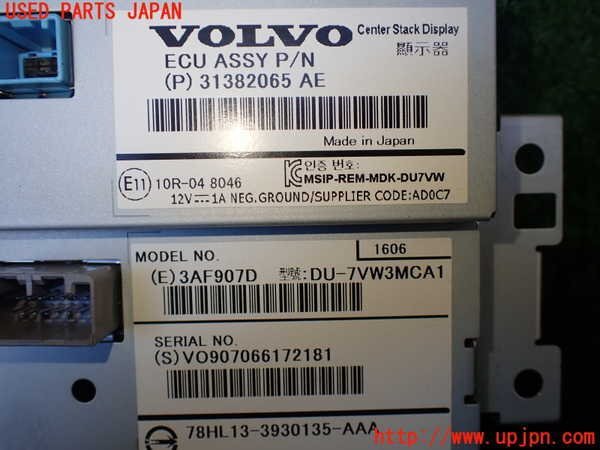 USED PARTS JAPAN
VOLVO
Center Stack Display
顯示器
ECU ASSY P/N
(P) 31382065 AE
Made in Japan
E11 10R-04 8046
인증 번호:
MSIP-REM-MDK-DU7VW
12V⎓1A NEG.GROUND/SUPPLIER CODE:AD0C7
MODEL NO.
1606
(E)3AF907D 型號:DU-7VW3MCA1
SERIAL NO.
(S)VO907066172181
78HL13-3930135-AAA
http://www.upjpn.com